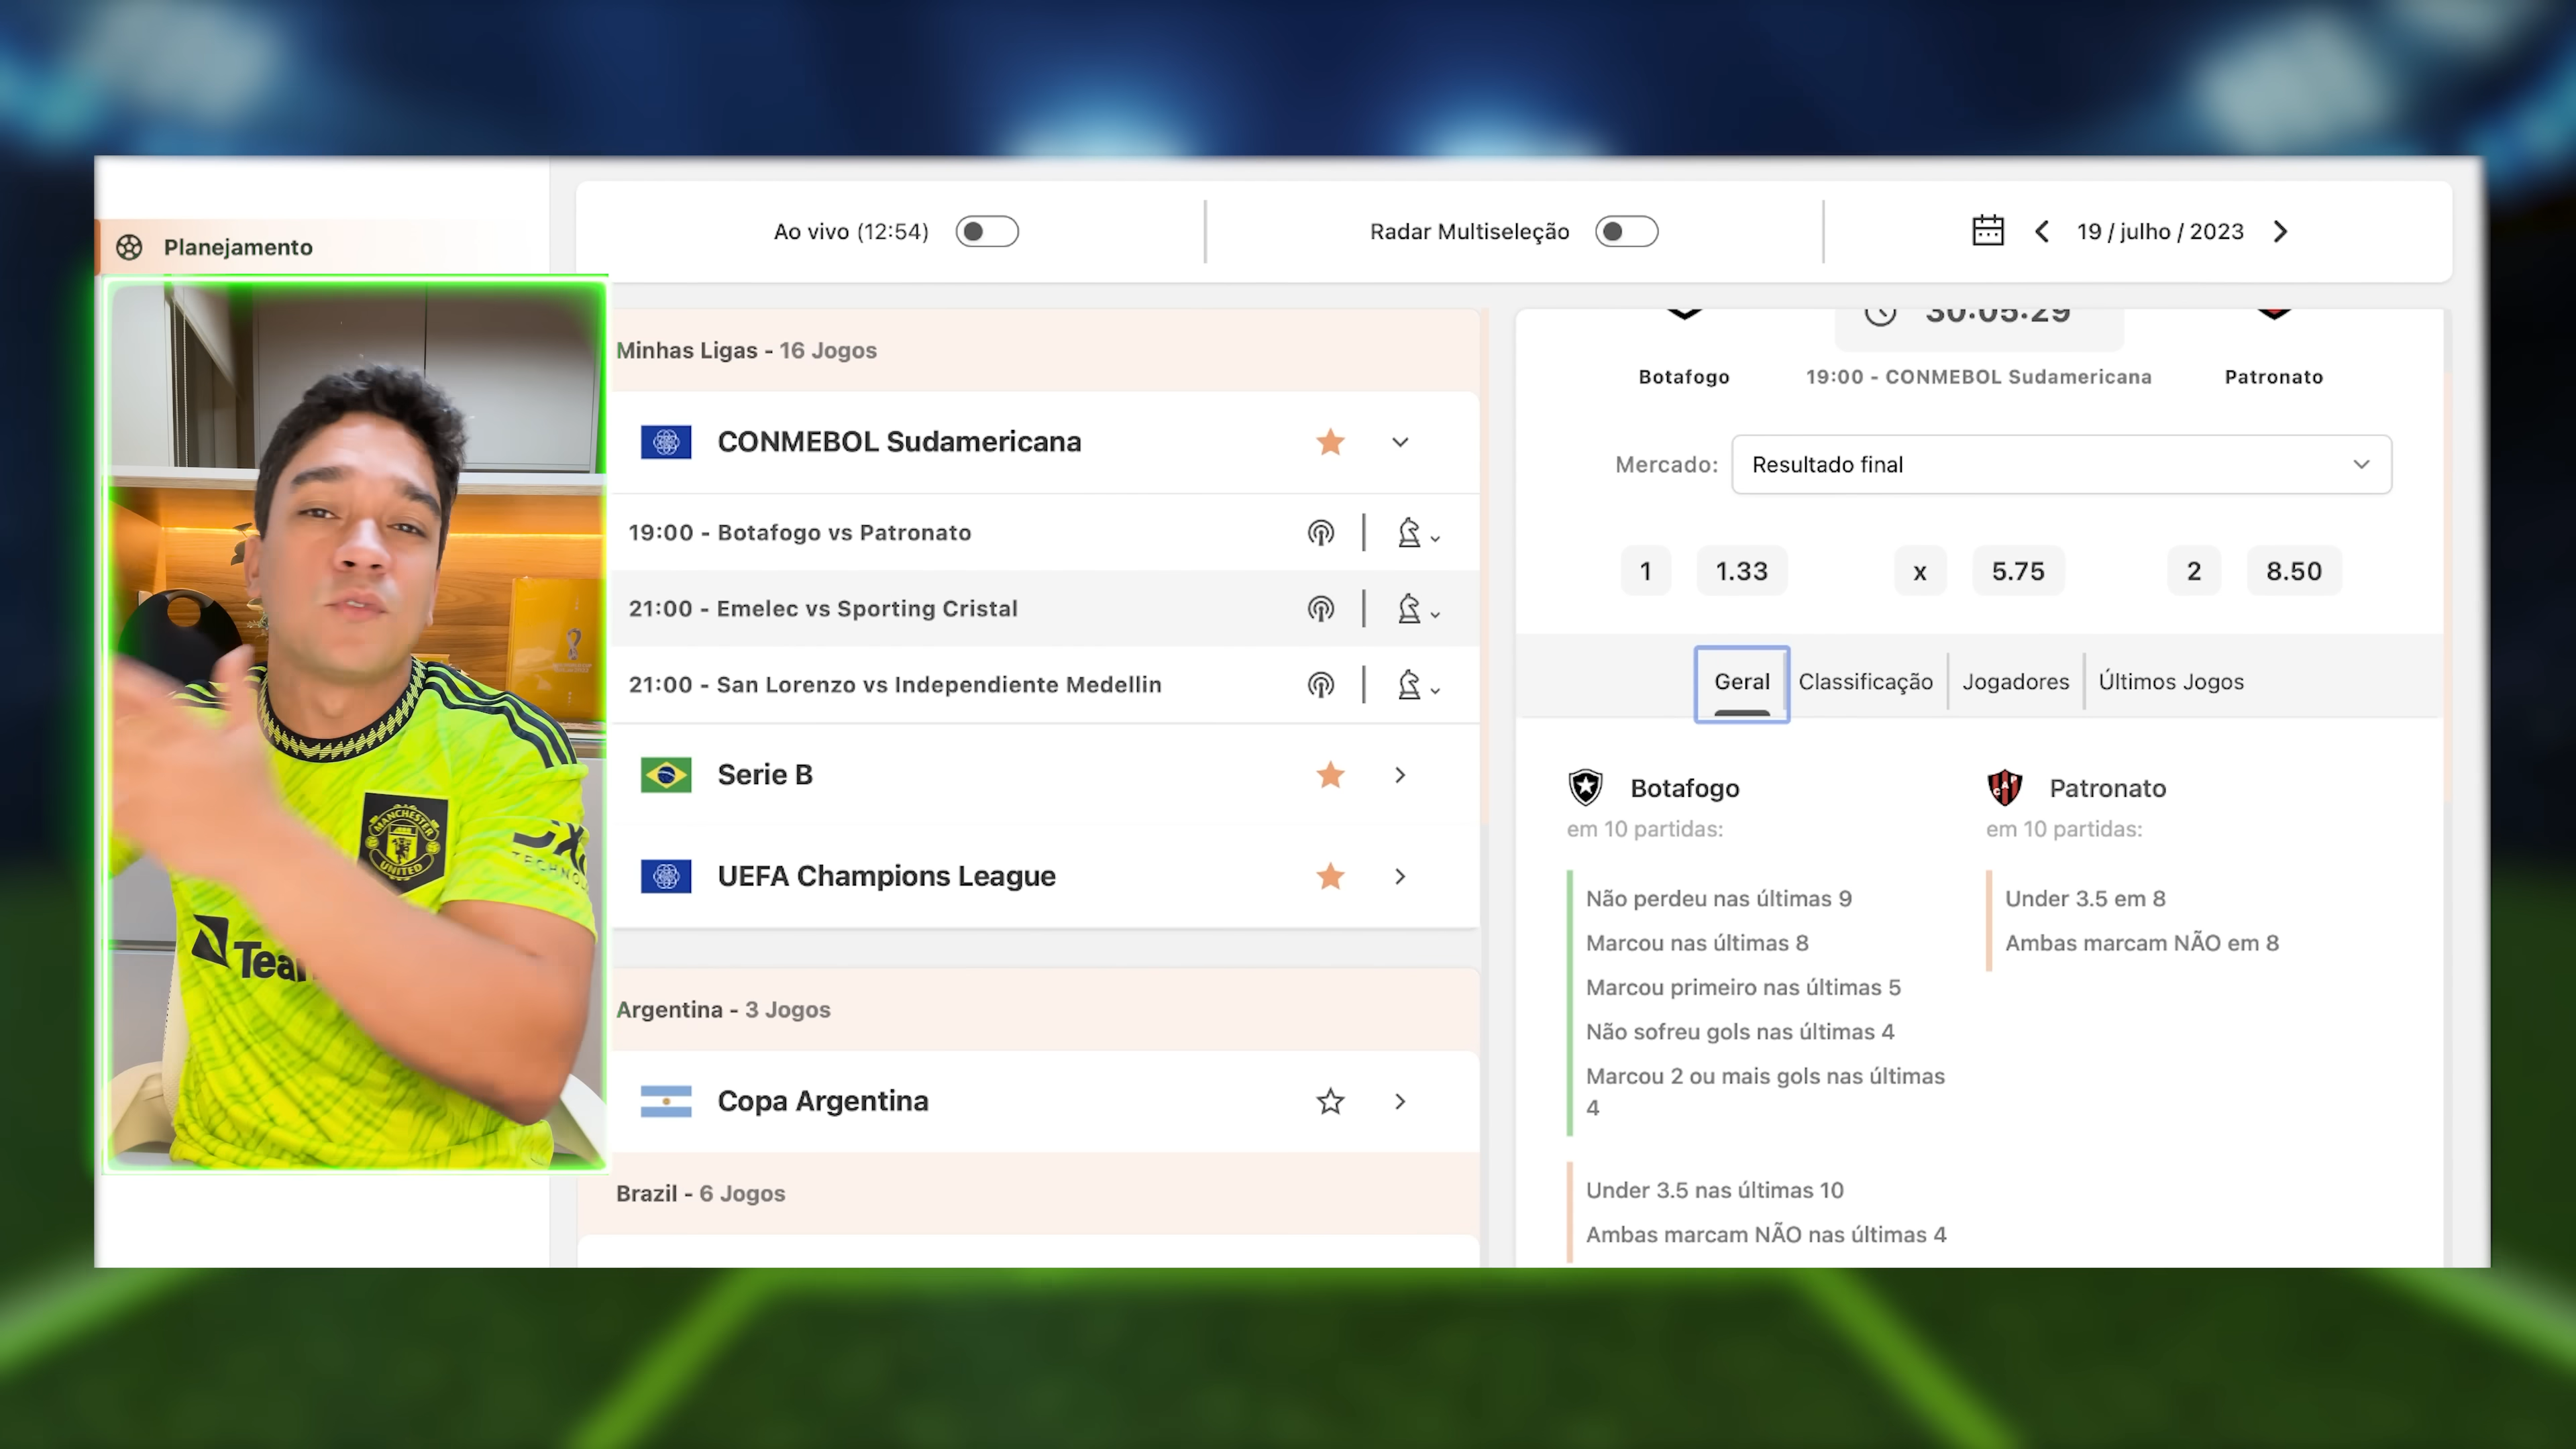 Planejamento
Ao vivo (12:54)
Radar Multiseleção
19 / julho / 2023
Minhas Ligas - 16 Jogos
CONMEBOL Sudamericana
19:00 - Botafogo vs Patronato
21:00 - Emelec vs Sporting Cristal
21:00 - San Lorenzo vs Independiente Medellin
Serie B
UEFA Champions League
Argentina - 3 Jogos
Copa Argentina
Brazil - 6 Jogos
30:05:29
Botafogo
19:00 - CONMEBOL Sudamericana
Patronato
Mercado:
Resultado final
1 1.33 x 5.75 2 8.50
Geral
Classificação
Jogadores
Últimos Jogos
Botafogo
em 10 partidas:
Não perdeu nas últimas 9
Marcou nas últimas 8
Marcou primeiro nas últimas 5
Não sofreu gols nas últimas 4
Marcou 2 ou mais gols nas últimas
4
Under 3.5 nas últimas 10
Ambas marcam NÃO nas últimas 4
Patronato
em 10 partidas:
Under 3.5 em 8
Ambas marcam NÃO em 8
MANCHESTER
UNITED
Tea